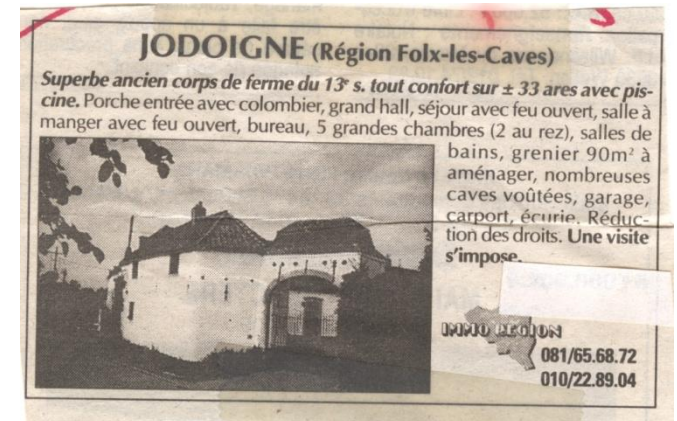 JODOIGNE (Région Folx-les-Caves)
Superbe ancien corps de ferme du 13e s. tout confort sur ± 33 ares avec pis-
cine. Porche entrée avec colombier, grand hall, séjour avec feu ouvert, salle à
manger avec feu ouvert, bureau, 5 grandes chambres (2 au rez), salles de
bains, grenier 90m² à
aménager, nombreuses
caves voûtées, garage,
carport, écurie. Réduc-
tion des droits. Une visite
s'impose.
IMMO REGION
081/65.68.72
010/22.89.04